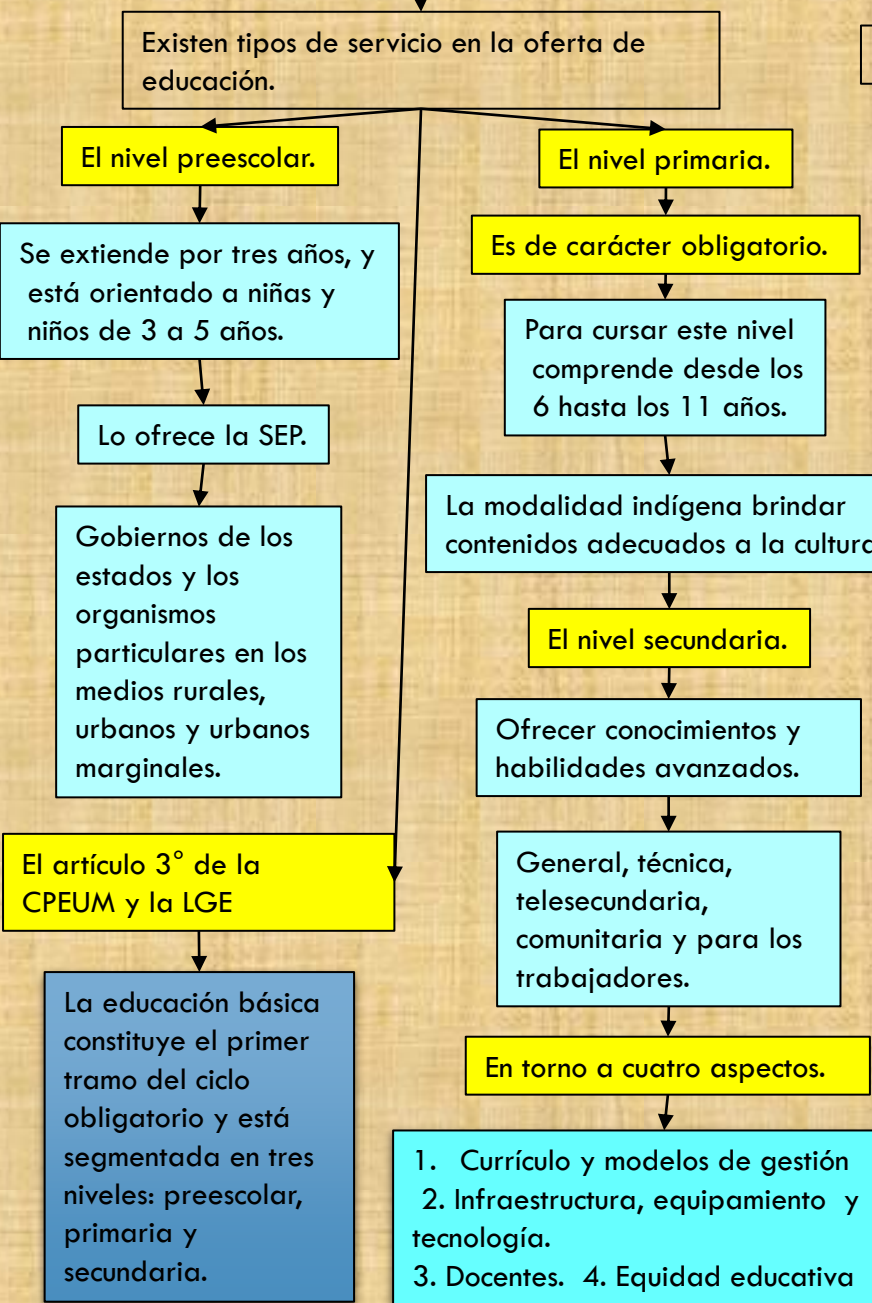 Existen tipos de servicio en la oferta de
educación.
El nivel preescolar.
Se extiende por tres años, y
está orientado a niñas y
niños de 3 a 5 años.
Lo ofrece la SEP.
Gobiernos de los
estados y los
organismos
particulares en los
medios rurales,
urbanos y urbanos
marginales.
El artículo 3° de la
CPEUM y la LGE
La educación básica
constituye el primer
tramo del ciclo
obligatorio y está
segmentada en tres
niveles: preescolar,
primaria y
secundaria.
El nivel primaria.
Es de carácter obligatorio.
Para cursar este nivel
comprende desde los
6 hasta los 11 años.
La modalidad indígena brindar
contenidos adecuados a la cultura
El nivel secundaria.
Ofrecer conocimientos y
habilidades avanzados.
General, técnica,
telesecundaria,
comunitaria y para los
trabajadores.
En torno a cuatro aspectos.
1. Currículo y modelos de gestión
2. Infraestructura, equipamiento y
tecnología.
3. Docentes. 4. Equidad educativa